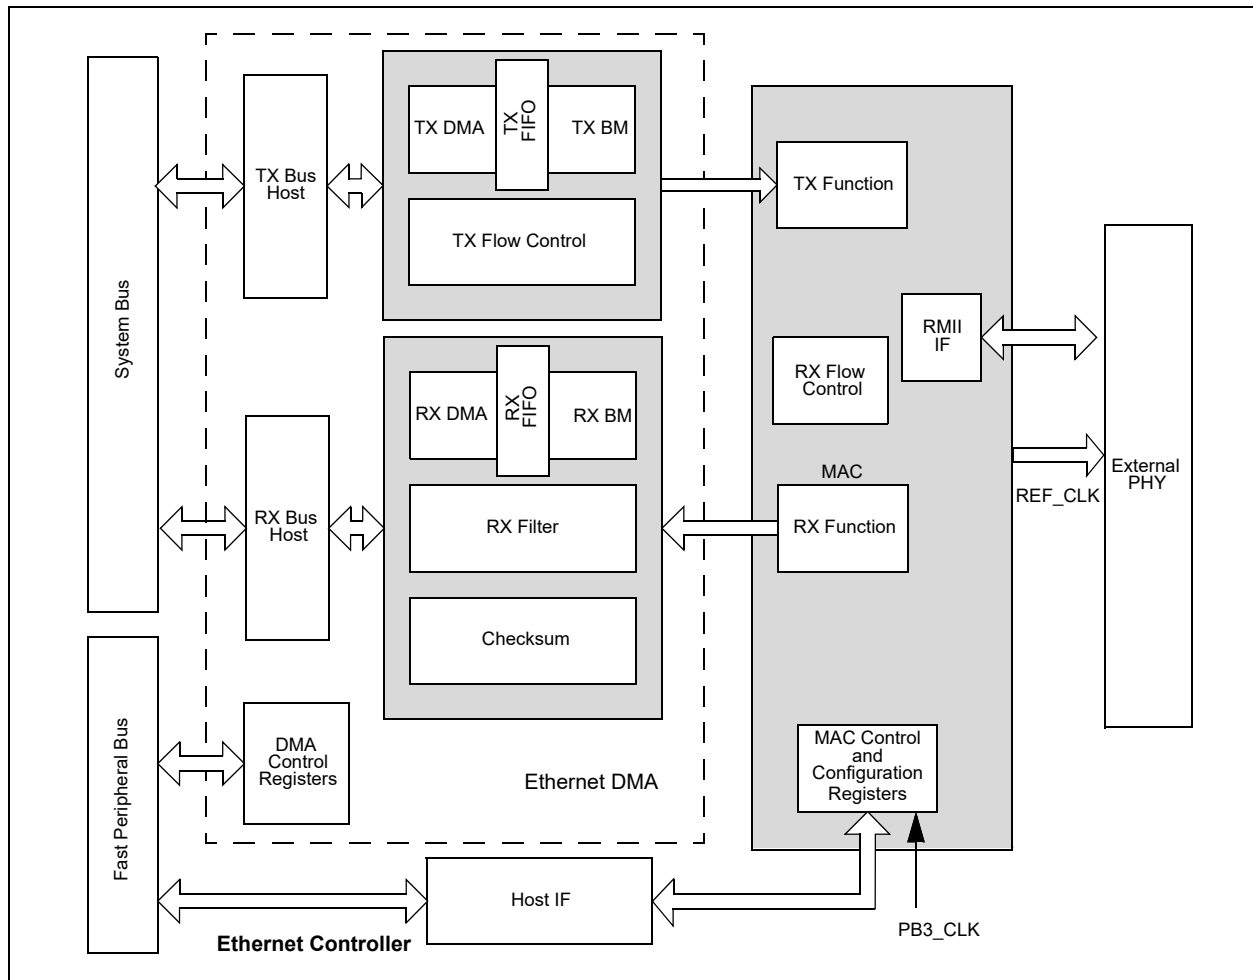 System Bus
Fast Peripheral Bus
TX Bus
Host
TX DMA
TX
FIFO
TX BM
TX Flow Control
RX Bus
Host
RX DMA
RX
FIFO
RX BM
RX Filter
Checksum
DMA
Control
Registers
Ethernet DMA
TX Function
RMII
IF
RX Flow
Control
MAC
RX Function
MAC Control
and
Configuration
Registers
REF_CLK
External
PHY
Host IF
PB3_CLK
Ethernet Controller